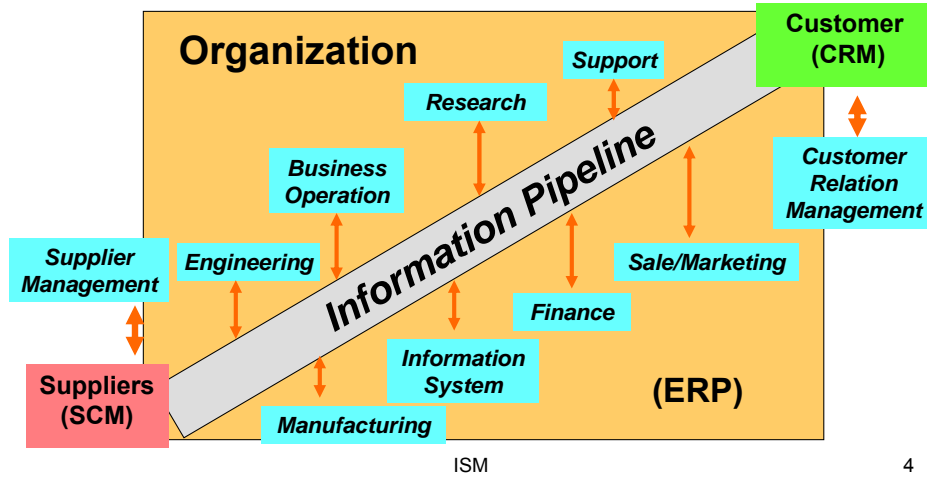 Customer
(CRM)
Organization
Support
Research
Business
Operation
Information Pipeline
Customer
Relation
Management
Supplier
Management
Engineering
Sale/Marketing
Finance
Information
System
Suppliers
(SCM)
(ERP)
Manufacturing
ISM
4